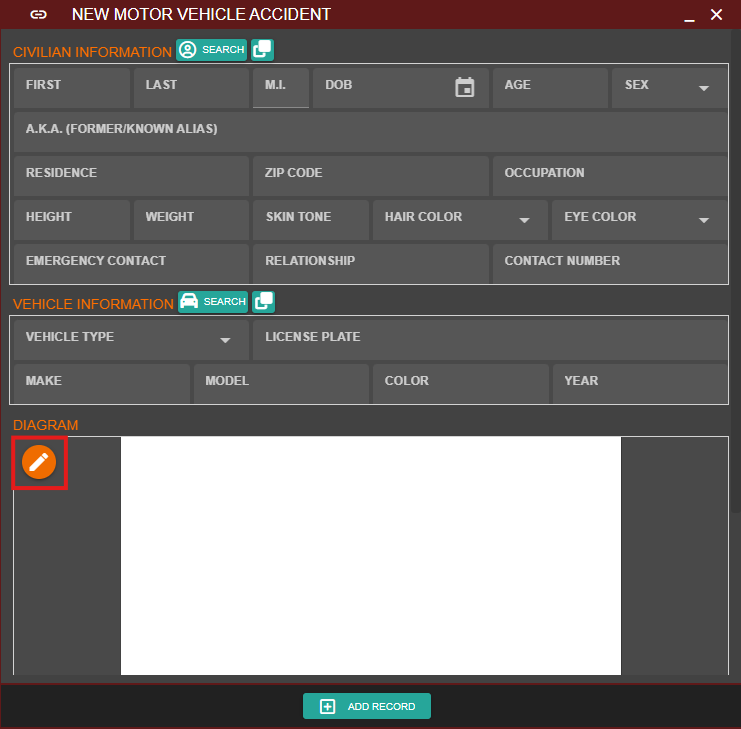 NEW MOTOR VEHICLE ACCIDENT
CIVILIAN INFORMATION SEARCH
FIRST LAST M.I. DOB AGE SEX
A.K.A. (FORMER/KNOWN ALIAS)
RESIDENCE ZIP CODE OCCUPATION
HEIGHT WEIGHT SKIN TONE HAIR COLOR EYE COLOR
EMERGENCY CONTACT RELATIONSHIP CONTACT NUMBER
VEHICLE INFORMATION SEARCH
VEHICLE TYPE LICENSE PLATE
MAKE MODEL COLOR YEAR
DIAGRAM
ADD RECORD